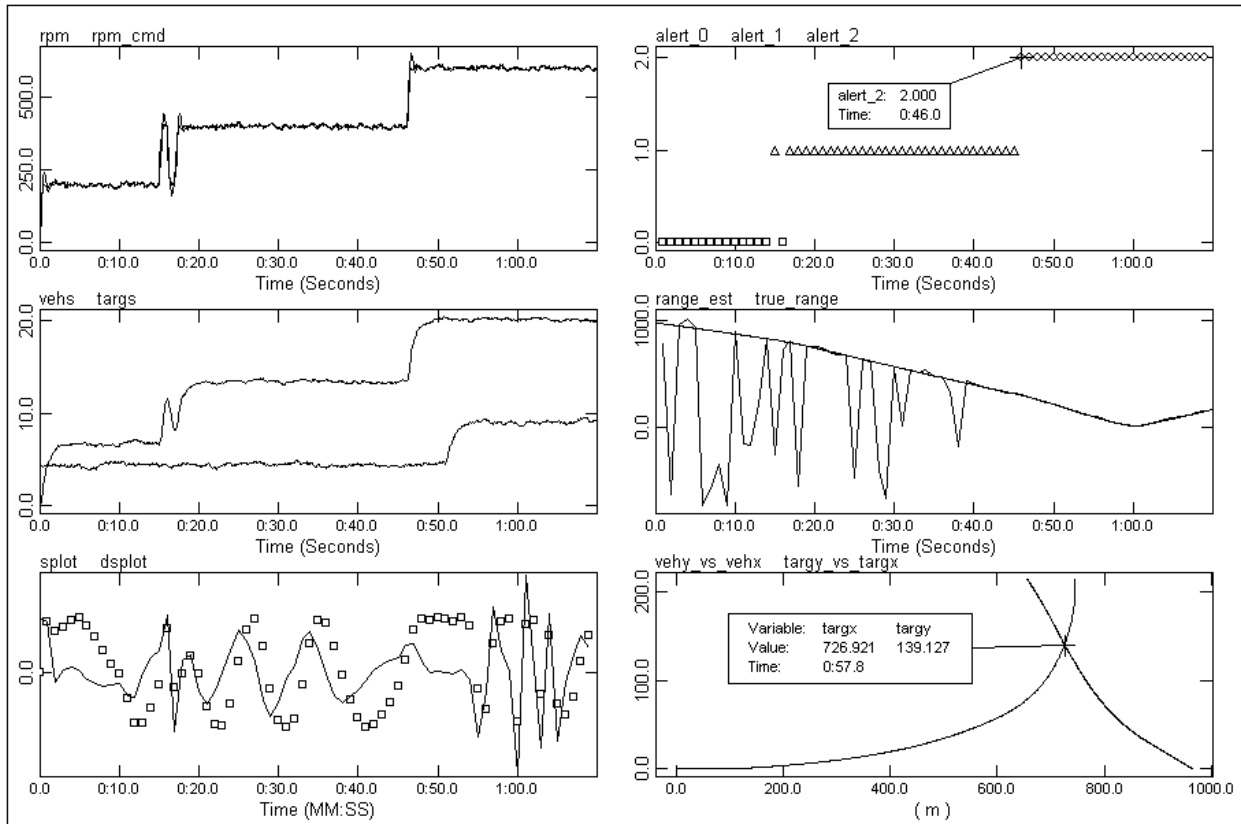 rpm rpm_cmd
500.0
250.0
0.0
0.0 0:10.0 0:20.0 0:30.0 0:40.0 0:50.0 1:00.0
Time (Seconds)
alert_0 alert_1 alert_2
2.0
1.0
0.0
alert_2: 2.000
Time: 0:46.0
0.0 0:10.0 0:20.0 0:30.0 0:40.0 0:50.0 1:00.0
Time (Seconds)
vehs targs
20.0
10.0
0.0
0.0 0:10.0 0:20.0 0:30.0 0:40.0 0:50.0 1:00.0
Time (Seconds)
range_est true_range
1000.0
0.0
0.0 0:10.0 0:20.0 0:30.0 0:40.0 0:50.0 1:00.0
Time (Seconds)
splot dsplot
0.0
0.0 0:10.0 0:20.0 0:30.0 0:40.0 0:50.0 1:00.0
Time (MM:SS)
vehy_vs_vehx targy_vs_targx
200.0
100.0
0.0
Variable: targx targy
Value: 726.921 139.127
Time: 0:57.8
0.0 200.0 400.0 600.0 800.0 1000.0
( m )